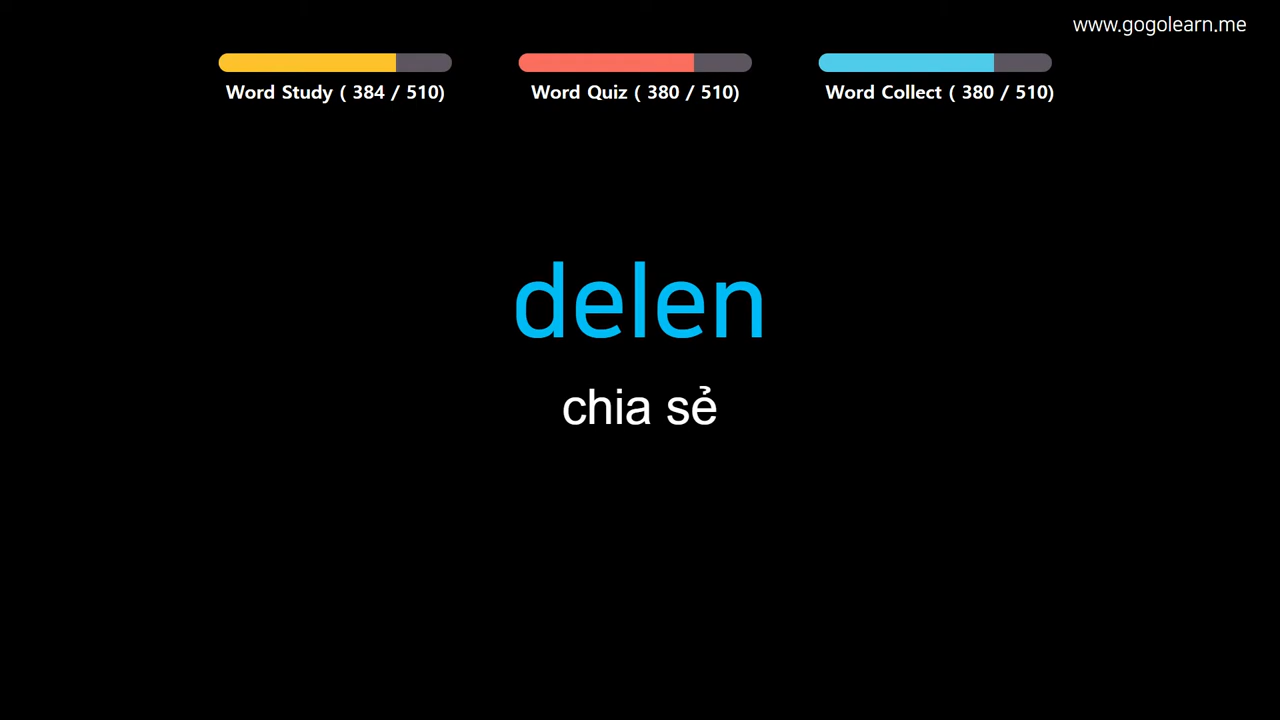 www.gogolearn.me
Word Study ( 384 / 510)
Word Quiz ( 380 / 510)
Word Collect ( 380 / 510)
delen
chia sẻ